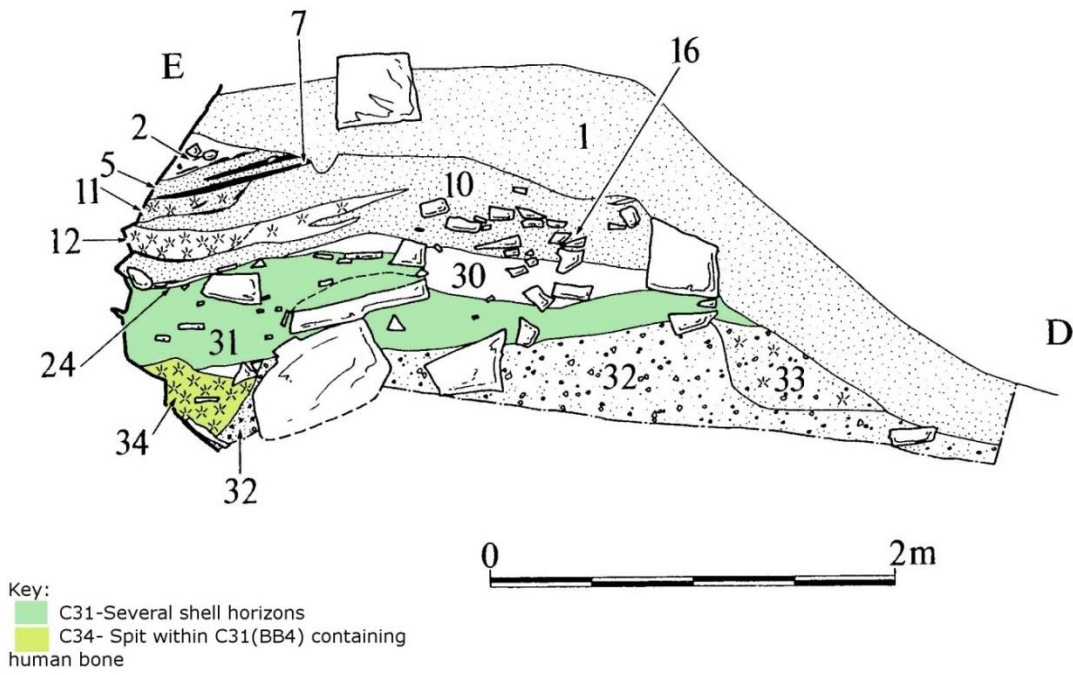 7
E
16
2
1
5
11
10
12
30
D
31
24
32
33
34
32
0 2m
Key:
C31-Several shell horizons
C34- Spit within C31(BB4) containing
human bone